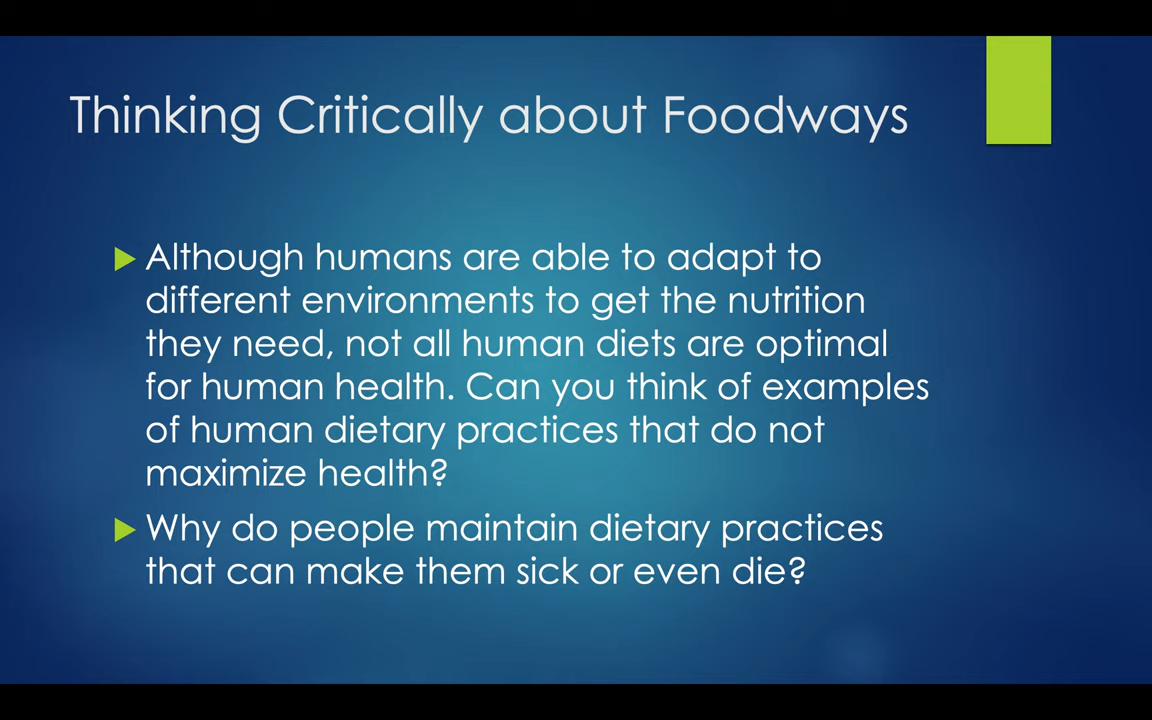 Thinking Critically about Foodways
Although humans are able to adapt to
different environments to get the nutrition
they need, not all human diets are optimal
for human health. Can you think of examples
of human dietary practices that do not
maximize health?
Why do people maintain dietary practices
that can make them sick or even die?